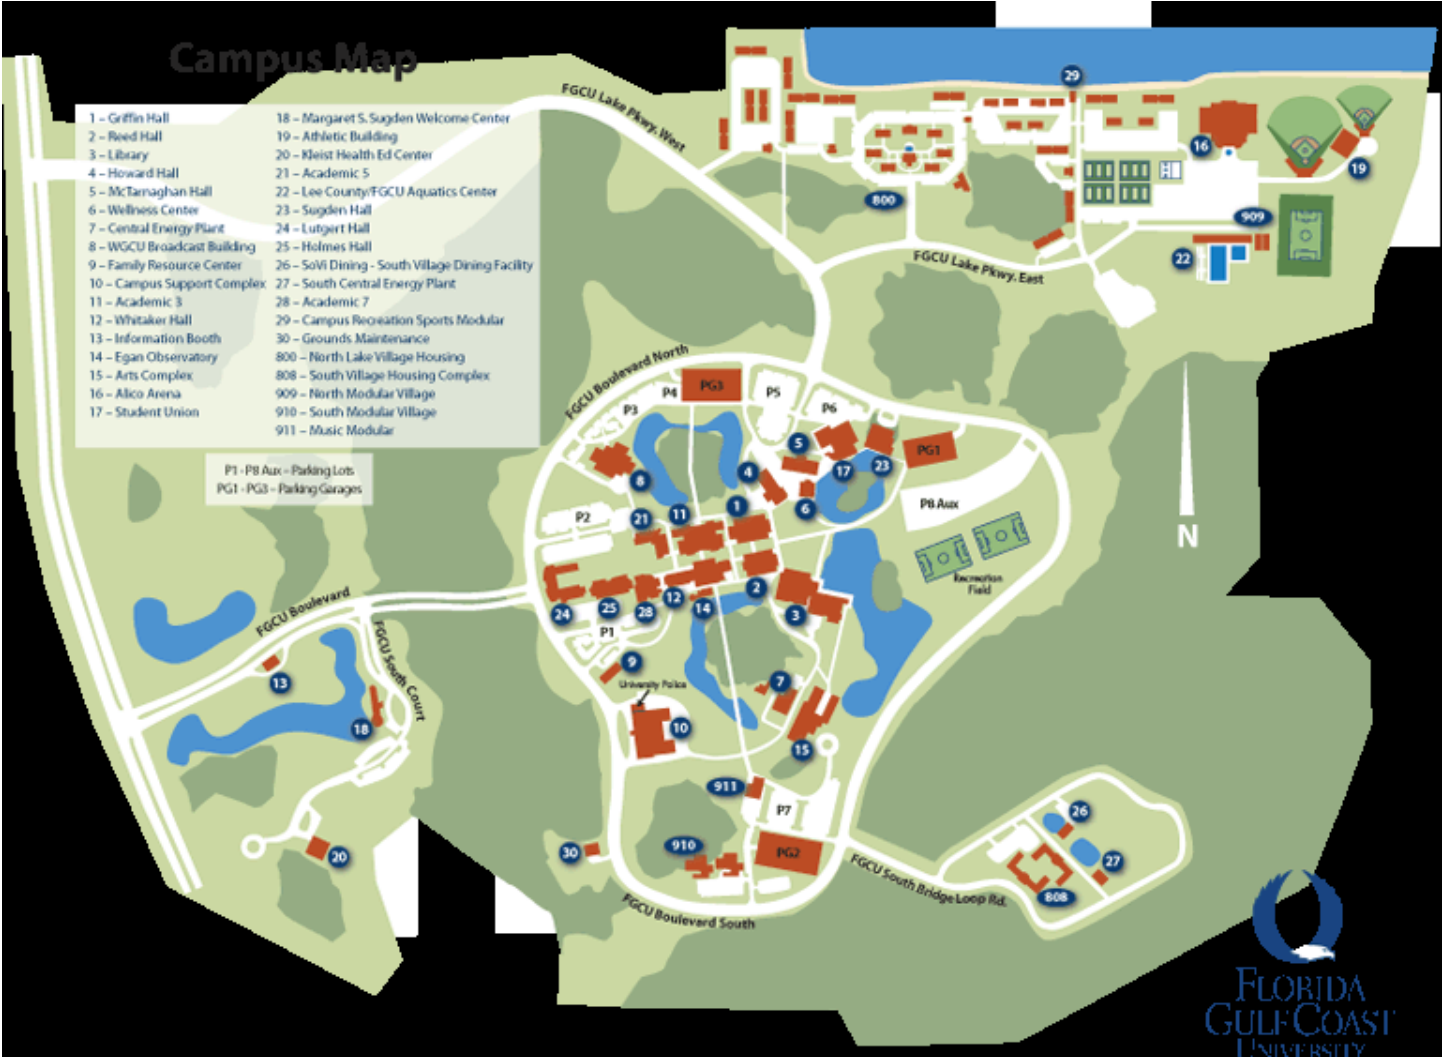 Campus Map
1 – Griffin Hall
2 – Reed Hall
3 – Library
4 – Howard Hall
5 – McTarnaghan Hall
6 – Wellness Center
7 – Central Energy Plant
8 – WGCU Broadcast Building
9 – Family Resource Center
10 – Campus Support Complex
11 – Academic 3
12 – Whitaker Hall
13 – Information Booth
14 – Egan Observatory
15 – Arts Complex
16 – Alico Arena
17 – Student Union
18 – Margaret S. Sugden Welcome Center
19 – Athletic Building
20 – Kleist Health Ed Center
21 – Academic 5
22 – Lee County/FGCU Aquatics Center
23 – Sugden Hall
24 – Lutgert Hall
25 – Holmes Hall
26 – SoVi Dining - South Village Dining Facility
27 – South Central Energy Plant
28 – Academic 7
29 – Campus Recreation Sports Modular
30 – Grounds Maintenance
800 – North Lake Village Housing
808 – South Village Housing Complex
909 – North Modular Village
910 – South Modular Village
911 – Music Modular
P1 - P8 Aux – Parking Lots
PG1 - PG3 – Parking Garages
FGCU Lake Pkwy. West
29
16
19
800
909
22
FGCU Lake Pkwy. East
FGCU Boulevard North
P4
PG3
P5
P3
P6
5
17
23
PG1
8
4
6
P8 Aux
N
P2
21
11
1
Recreation
Field
2
24
25
28
12
14
3
P1
FGCU Boulevard
FGCU South Court
13
18
9
University Police
10
7
15
911
P7
20
30
910
PG2
FGCU Boulevard South
FGCU South Bridge Loop Rd.
26
27
808
FLORIDA
GULF COAST
UNIVERSITY